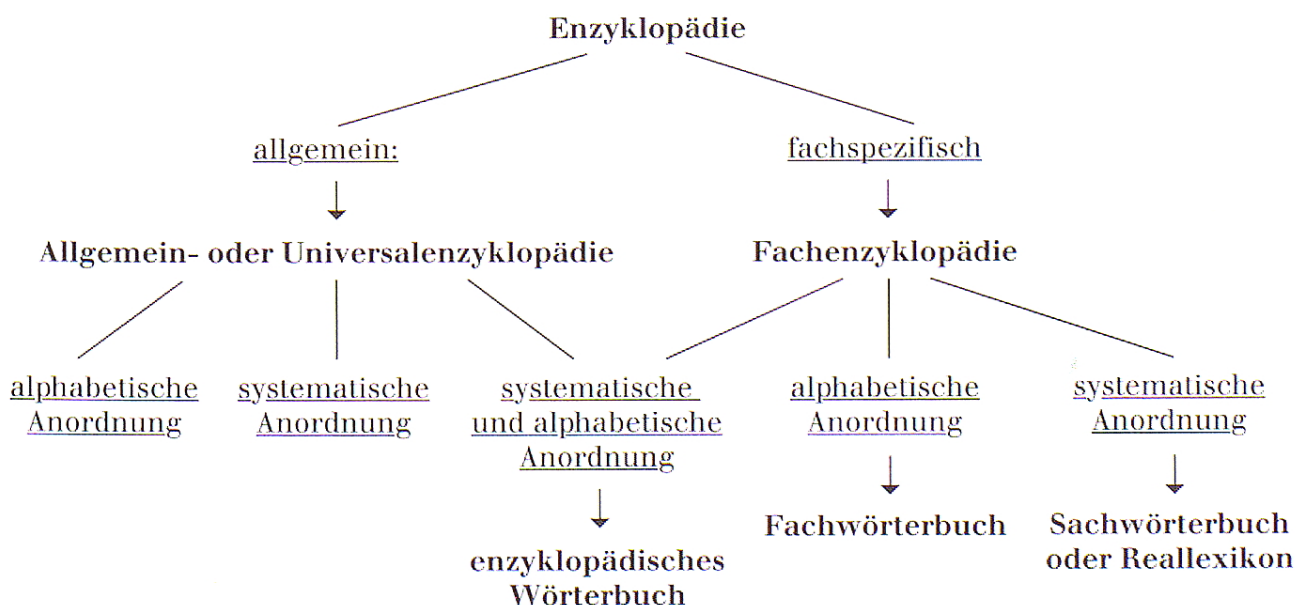 Enzyklopädie
allgemein:
fachspezifisch
Allgemein- oder Universalenzyklopädie
Fachenzyklopädie
alphabetische
Anordnung
systematische
Anordnung
systematische
und alphabetische
Anordnung
alphabetische
Anordnung
systematische
Anordnung
enzyklopädisches
Wörterbuch
Fachwörterbuch
Sachwörterbuch
oder Reallexikon